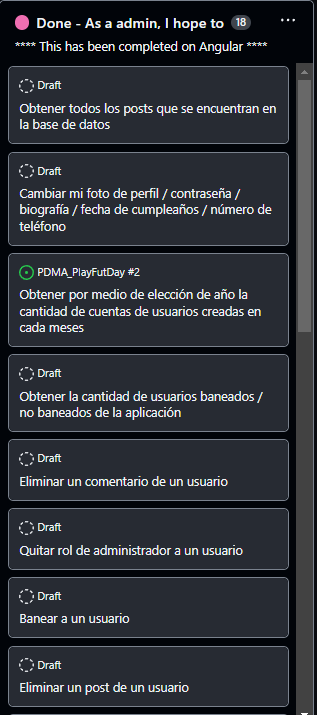 Done - As a admin, I hope to 18 ...
**** This has been completed on Angular ****
Draft
Obtener todos los posts que se encuentran en
la base de datos
Draft
Cambiar mi foto de perfil / contraseña /
biografía / fecha de cumpleaños / número de
teléfono
PDMA_PlayFutDay #2
Obtener por medio de elección de año la
cantidad de cuentas de usuarios creadas en
cada meses
Draft
Obtener la cantidad de usuarios baneados /
no baneados de la aplicación
Draft
Eliminar un comentario de un usuario
Draft
Quitar rol de administrador a un usuario
Draft
Banear a un usuario
Draft
Eliminar un post de un usuario